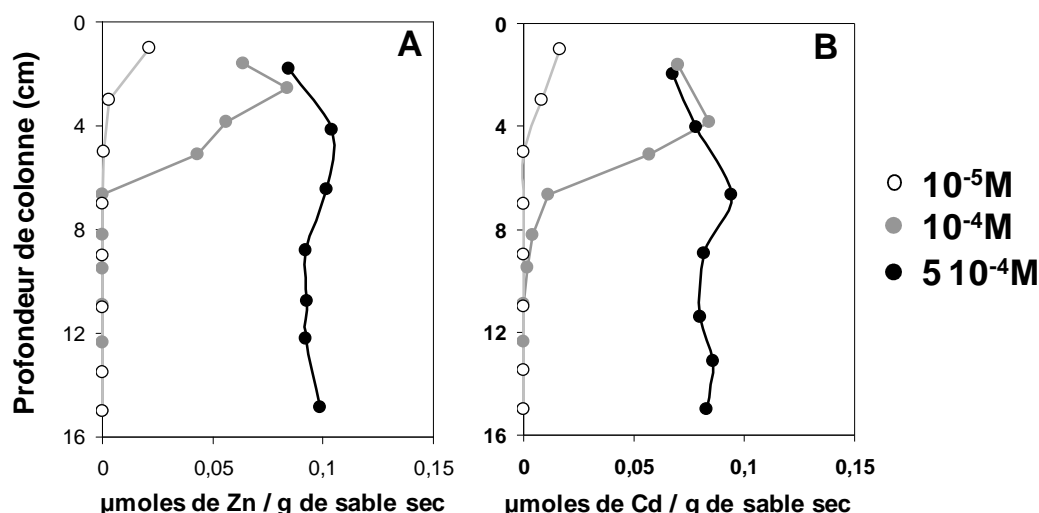 A
B
Profondeur de colonne (cm)
0
4
8
12
16
0
0,05
0,1
0,15
µmoles de Zn / g de sable sec
0
4
8
12
16
0
0,05
0,1
0,15
µmoles de Cd / g de sable sec
10⁻⁵M
10⁻⁴M
5 10⁻⁴M